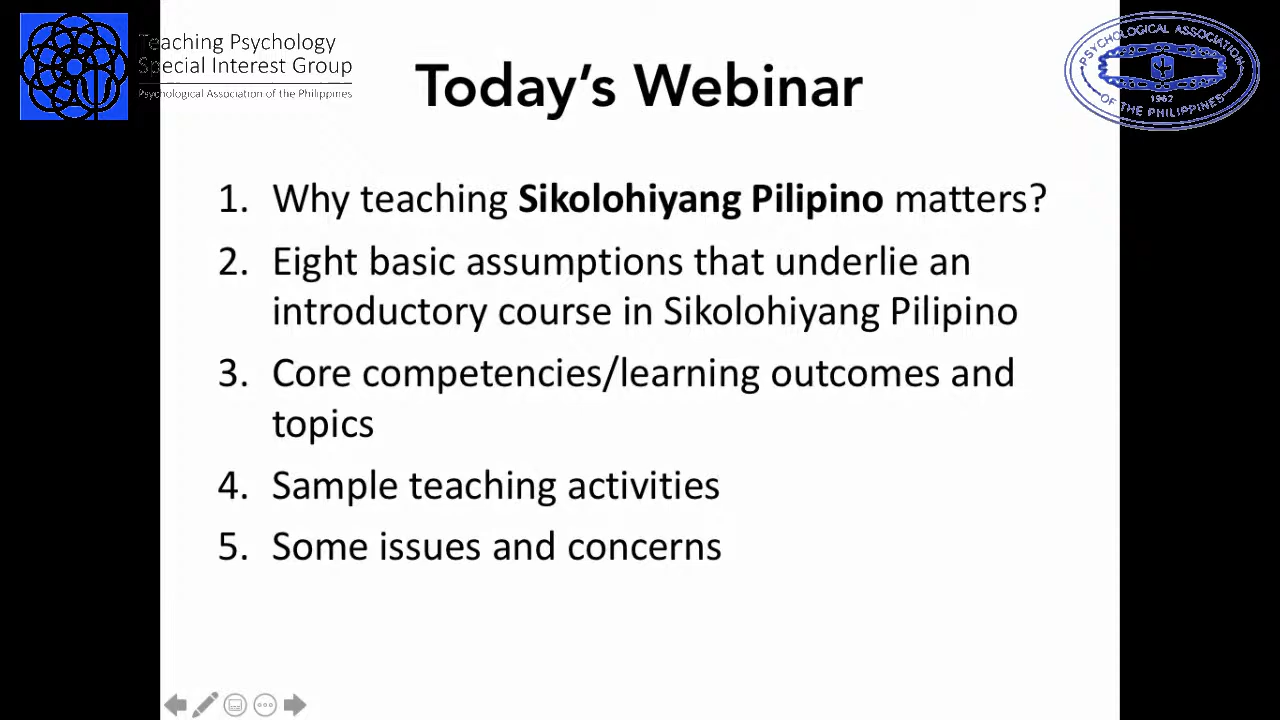 Teaching Psychology
Special Interest Group
Psychological Association of the Philippines
PSYCHOLOGICAL ASSOCIATION
OF THE PHILIPPINES
1962
Today's Webinar
1. Why teaching Sikolohiyang Pilipino matters?
2. Eight basic assumptions that underlie an
introductory course in Sikolohiyang Pilipino
3. Core competencies/learning outcomes and
topics
4. Sample teaching activities
5. Some issues and concerns